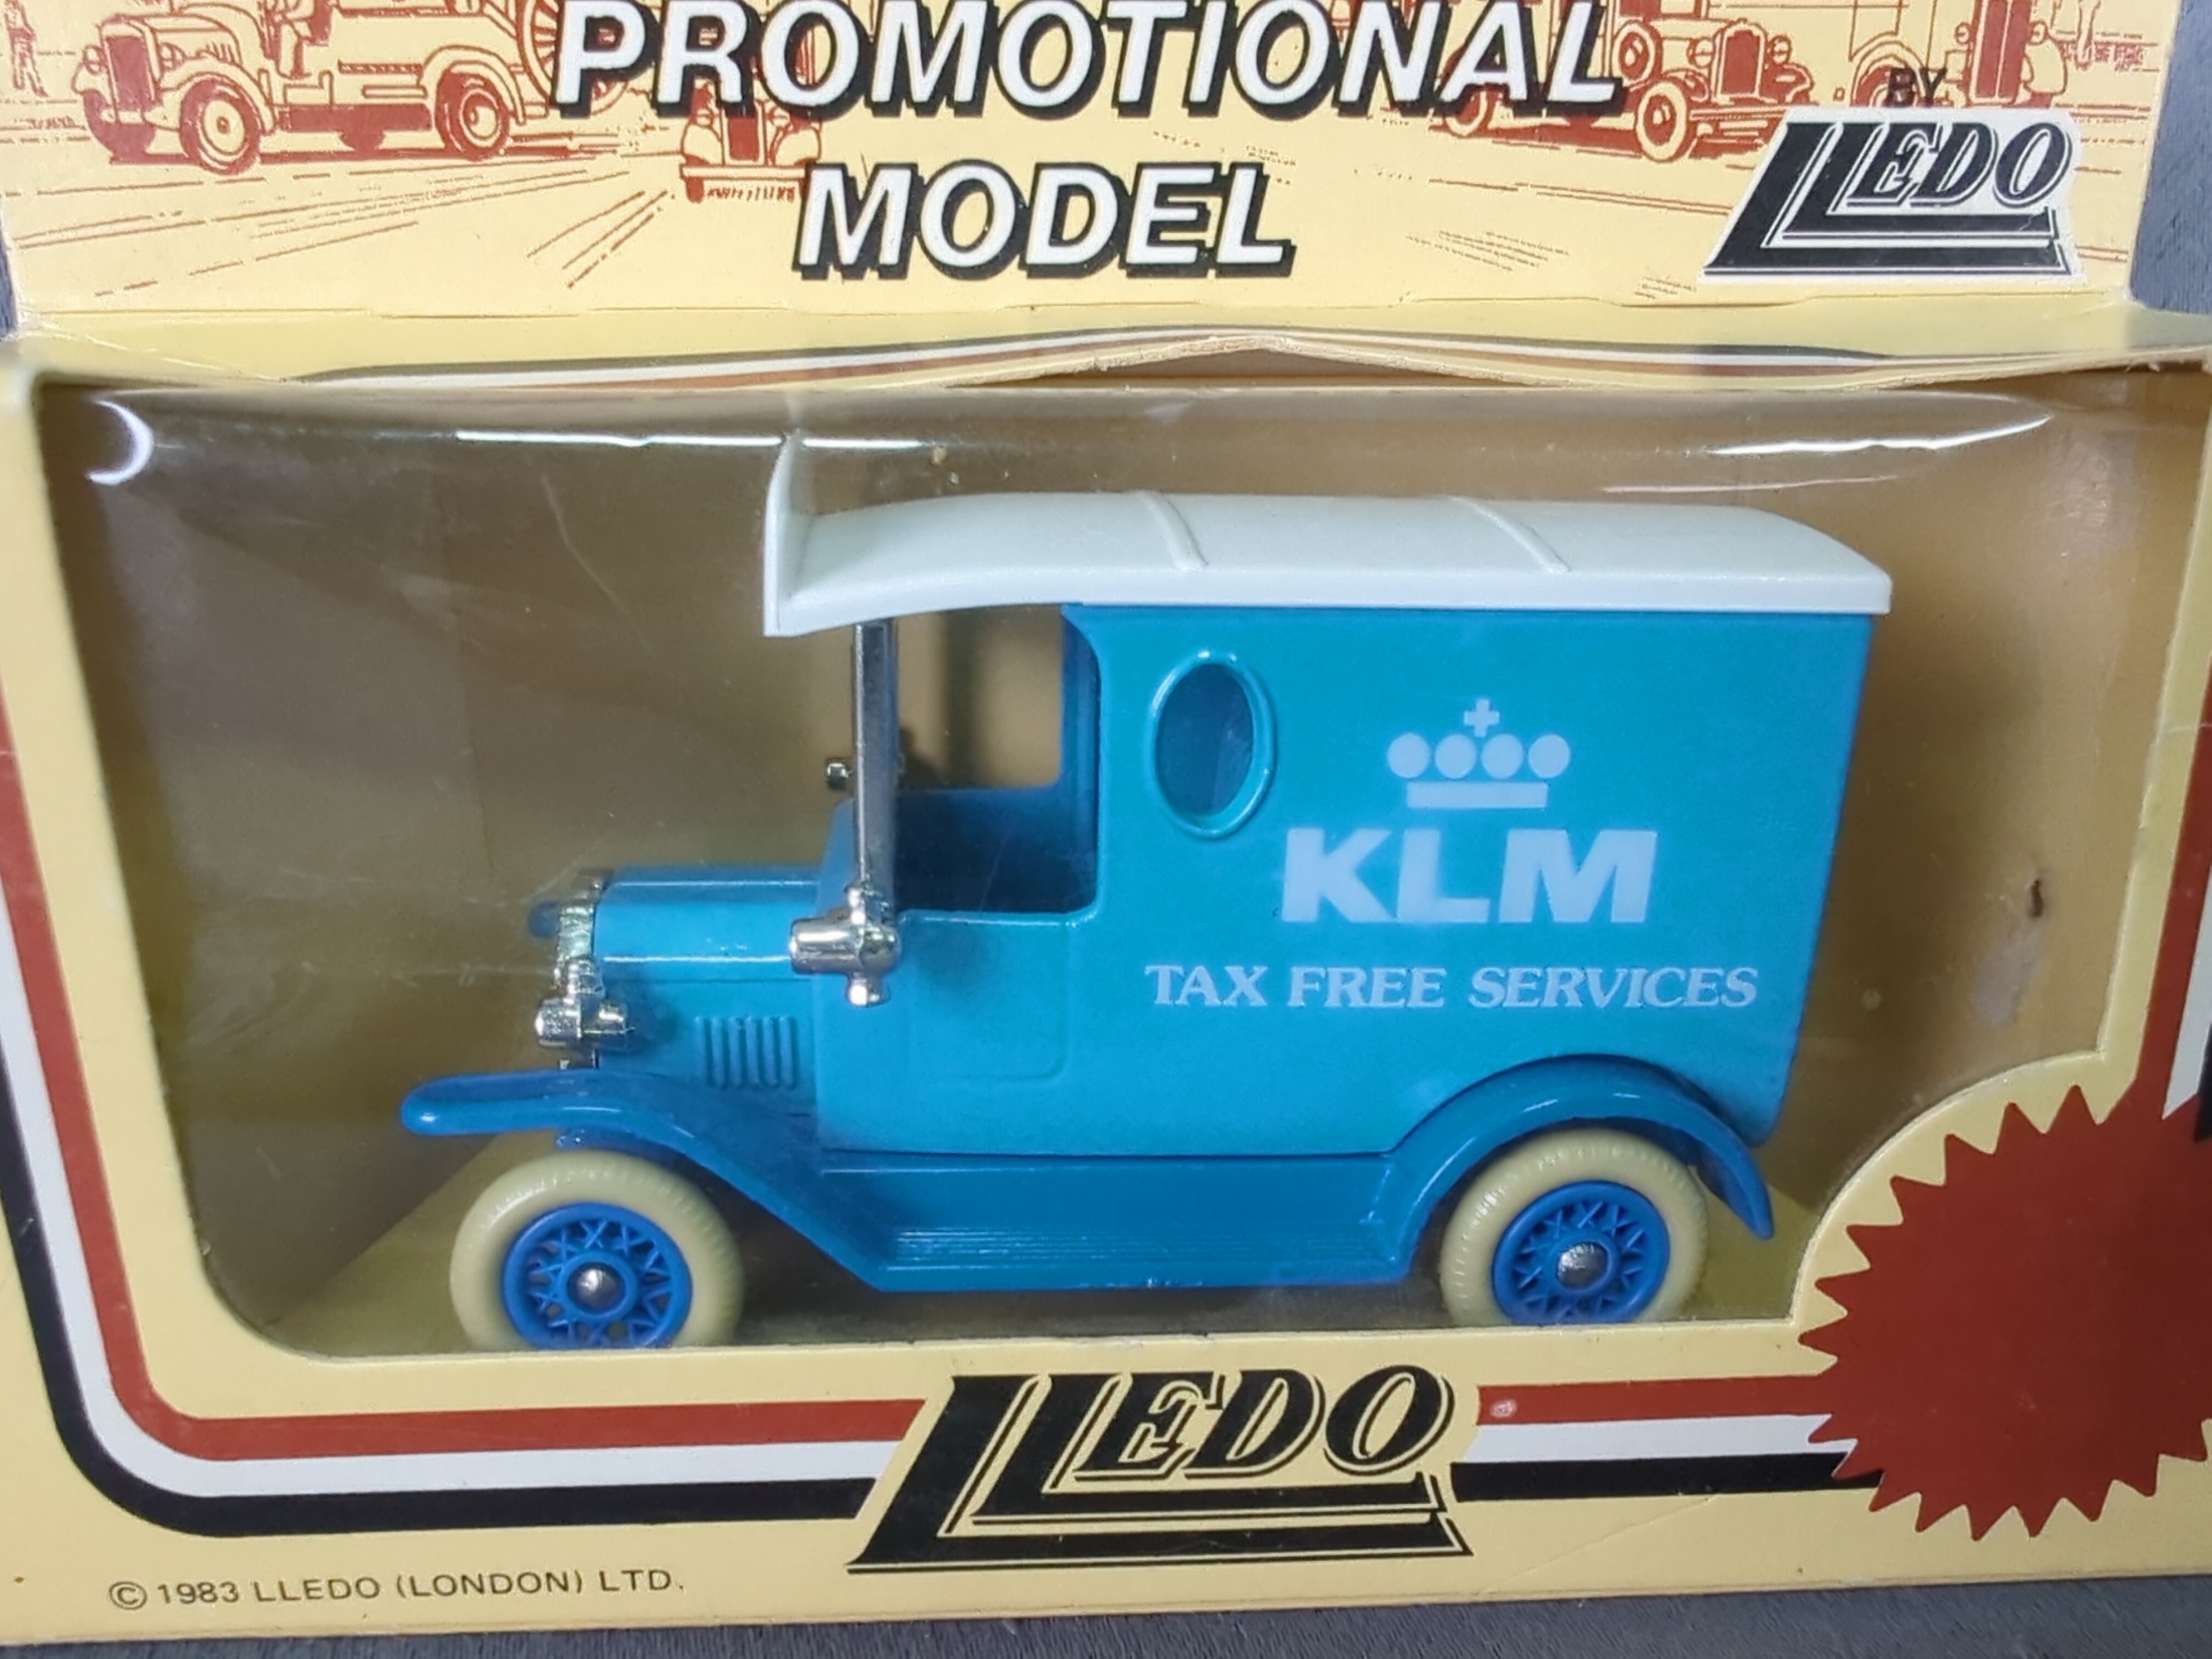 PROMOTIONAL
MODEL
BY
LLEDO
KLM
TAX FREE SERVICES
LLEDO
© 1983 LLEDO (LONDON) LTD.